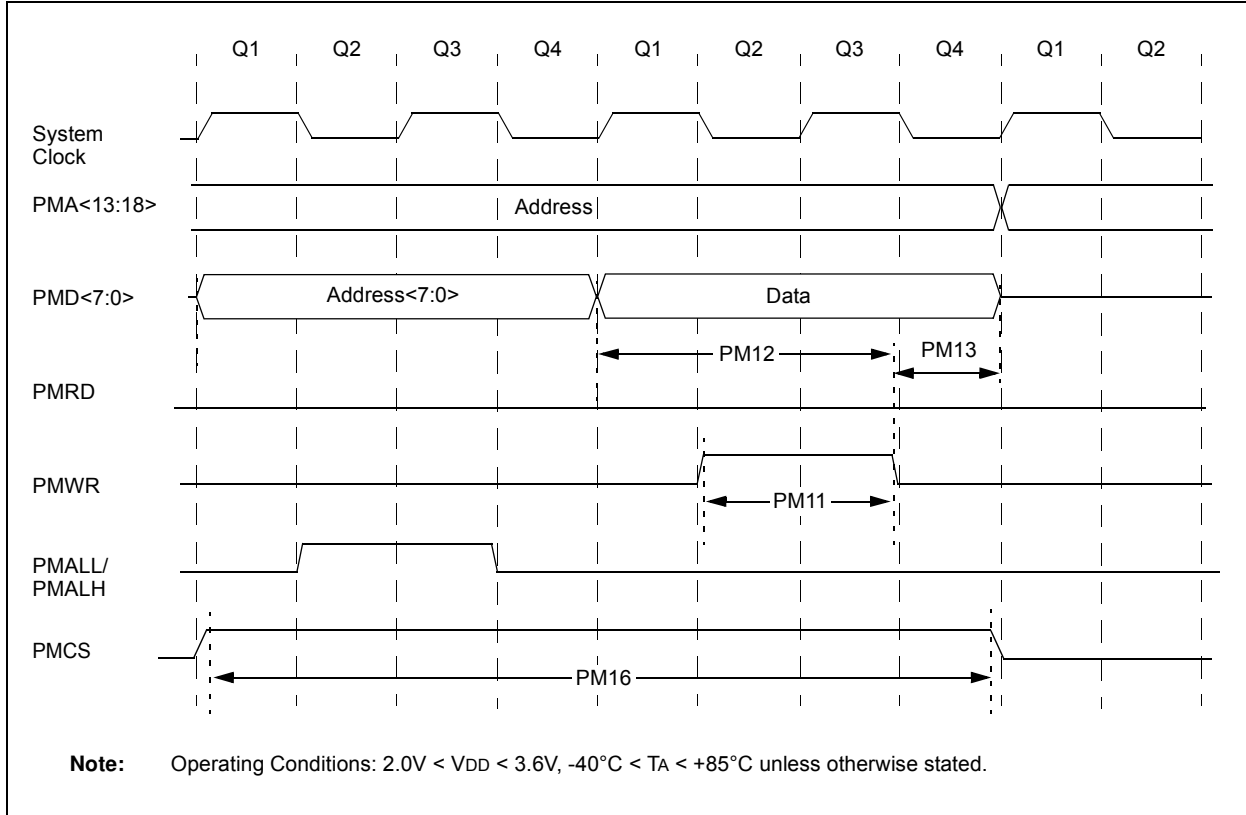 Q1 Q2 Q3 Q4 Q1 Q2 Q3 Q4 Q1 Q2
System
Clock
PMA<13:18>
Address
PMD<7:0>
Address<7:0>
Data
PM12
PM13
PMRD
PMWR
PM11
PMALL/
PMALH
PMCS
PM16
Note: Operating Conditions: 2.0V < VDD < 3.6V, -40°C < TA < +85°C unless otherwise stated.